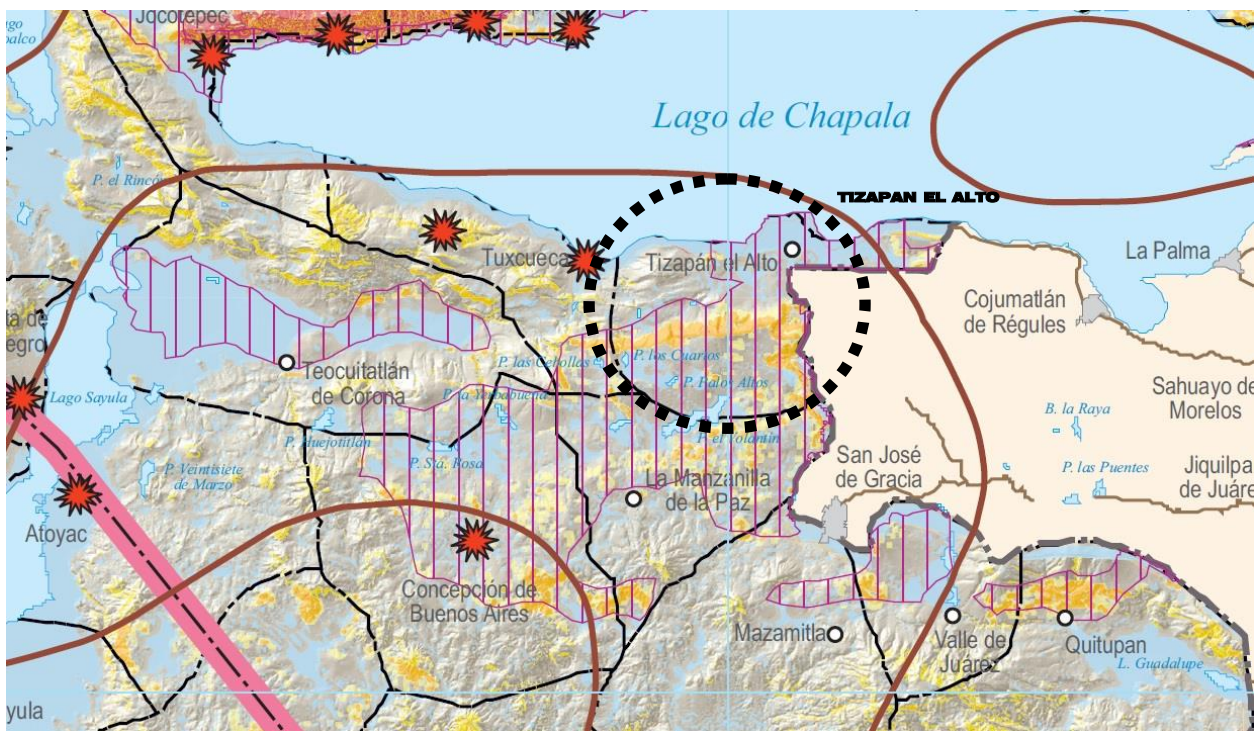 Jocotepec
Lago de Chapala
P. el Rincón
TIZAPAN EL ALTO
Tuxcueca
Tizapán el Alto
La Palma
Cojumatlán
de Régules
P. las Cebollas
P. los Cuarios
Teocuitatlán
de Corona
P. la Yerbabuena
P. Palos Altos
Lago Sayula
Sahuayo de
Morelos
B. la Raya
P. Huejotitlán
P. el Volantín
P. Sta. Rosa
P. Veintisiete
de Marzo
La Manzanilla
de la Paz
San José
de Gracia
P. las Puentes
Jiquilpa
de Juáre
Atoyac
Concepción de
Buenos Aires
Mazamitla
Valle de
Juárez
Quitupan
L. Guadalupe
yula